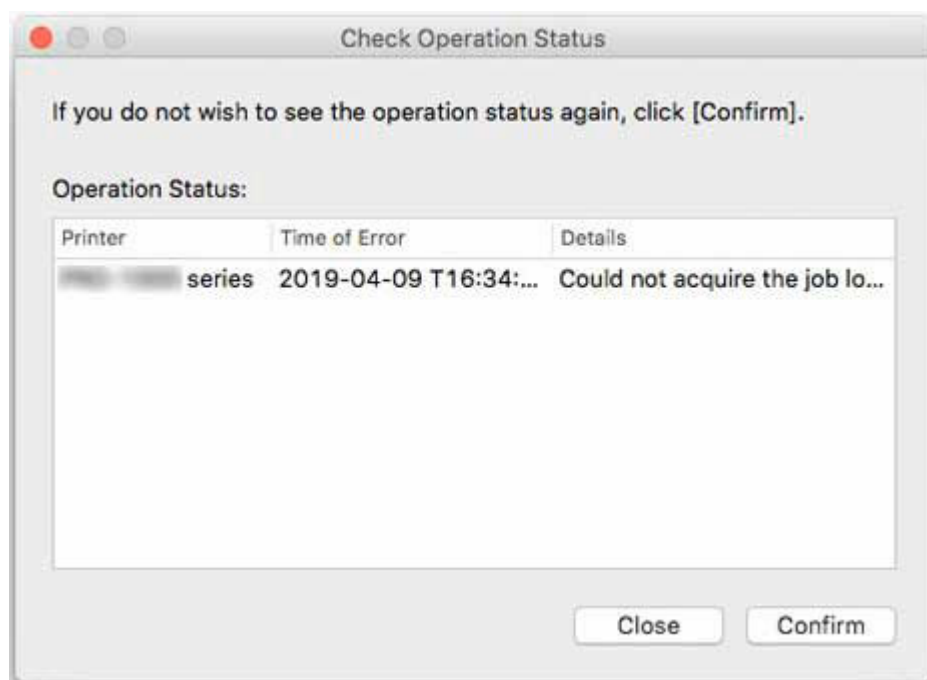 Check Operation Status
If you do not wish to see the operation status again, click [Confirm].
Operation Status:
Printer Time of Error Details
series 2019-04-09 T16:34:... Could not acquire the job lo...
Close Confirm